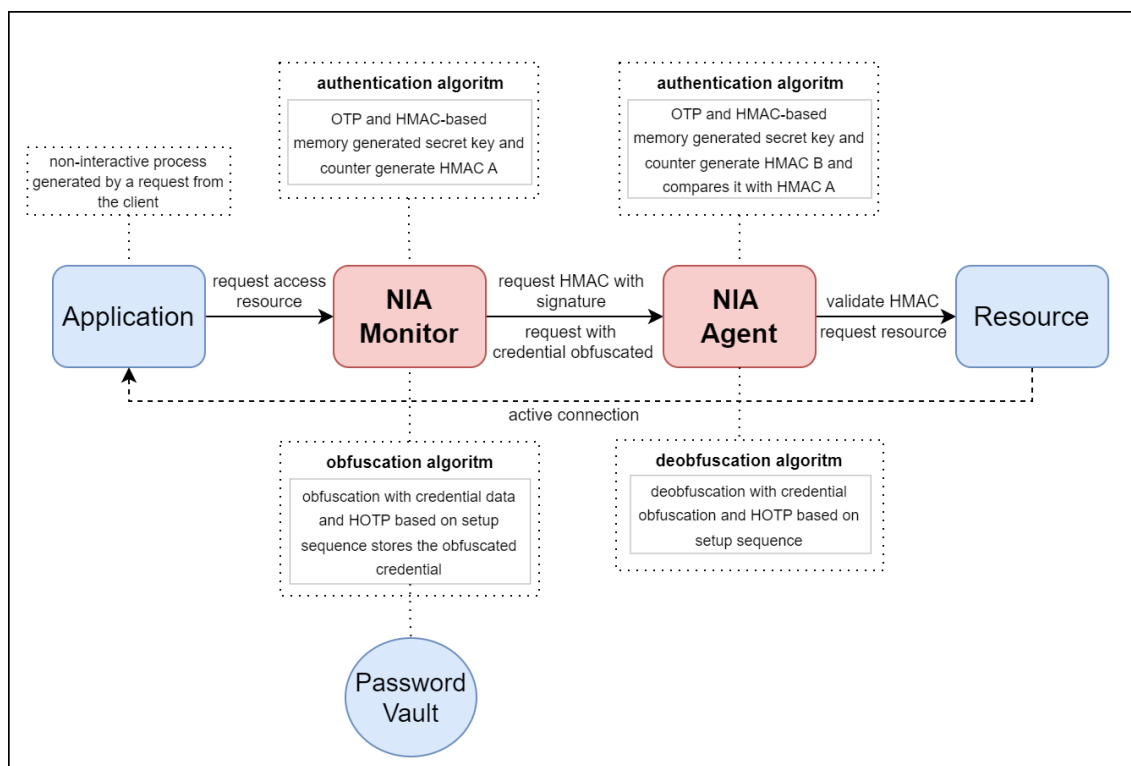 authentication algoritm
OTP and HMAC-based
memory generated secret key and
counter generate HMAC A
authentication algoritm
OTP and HMAC-based
memory generated secret key and
counter generate HMAC B and
compares it with HMAC A
non-interactive process
generated by a request from
the client
Application
request access
resource
NIA
Monitor
request HMAC with
signature
request with
credential obfuscated
NIA
Agent
validate HMAC
request resource
Resource
active connection
obfuscation algoritm
obfuscation with credential data
and HOTP based on setup
sequence stores the obfuscated
credential
deobfuscation algoritm
deobfuscation with credential
obfuscation and HOTP based on
setup sequence
Password
Vault